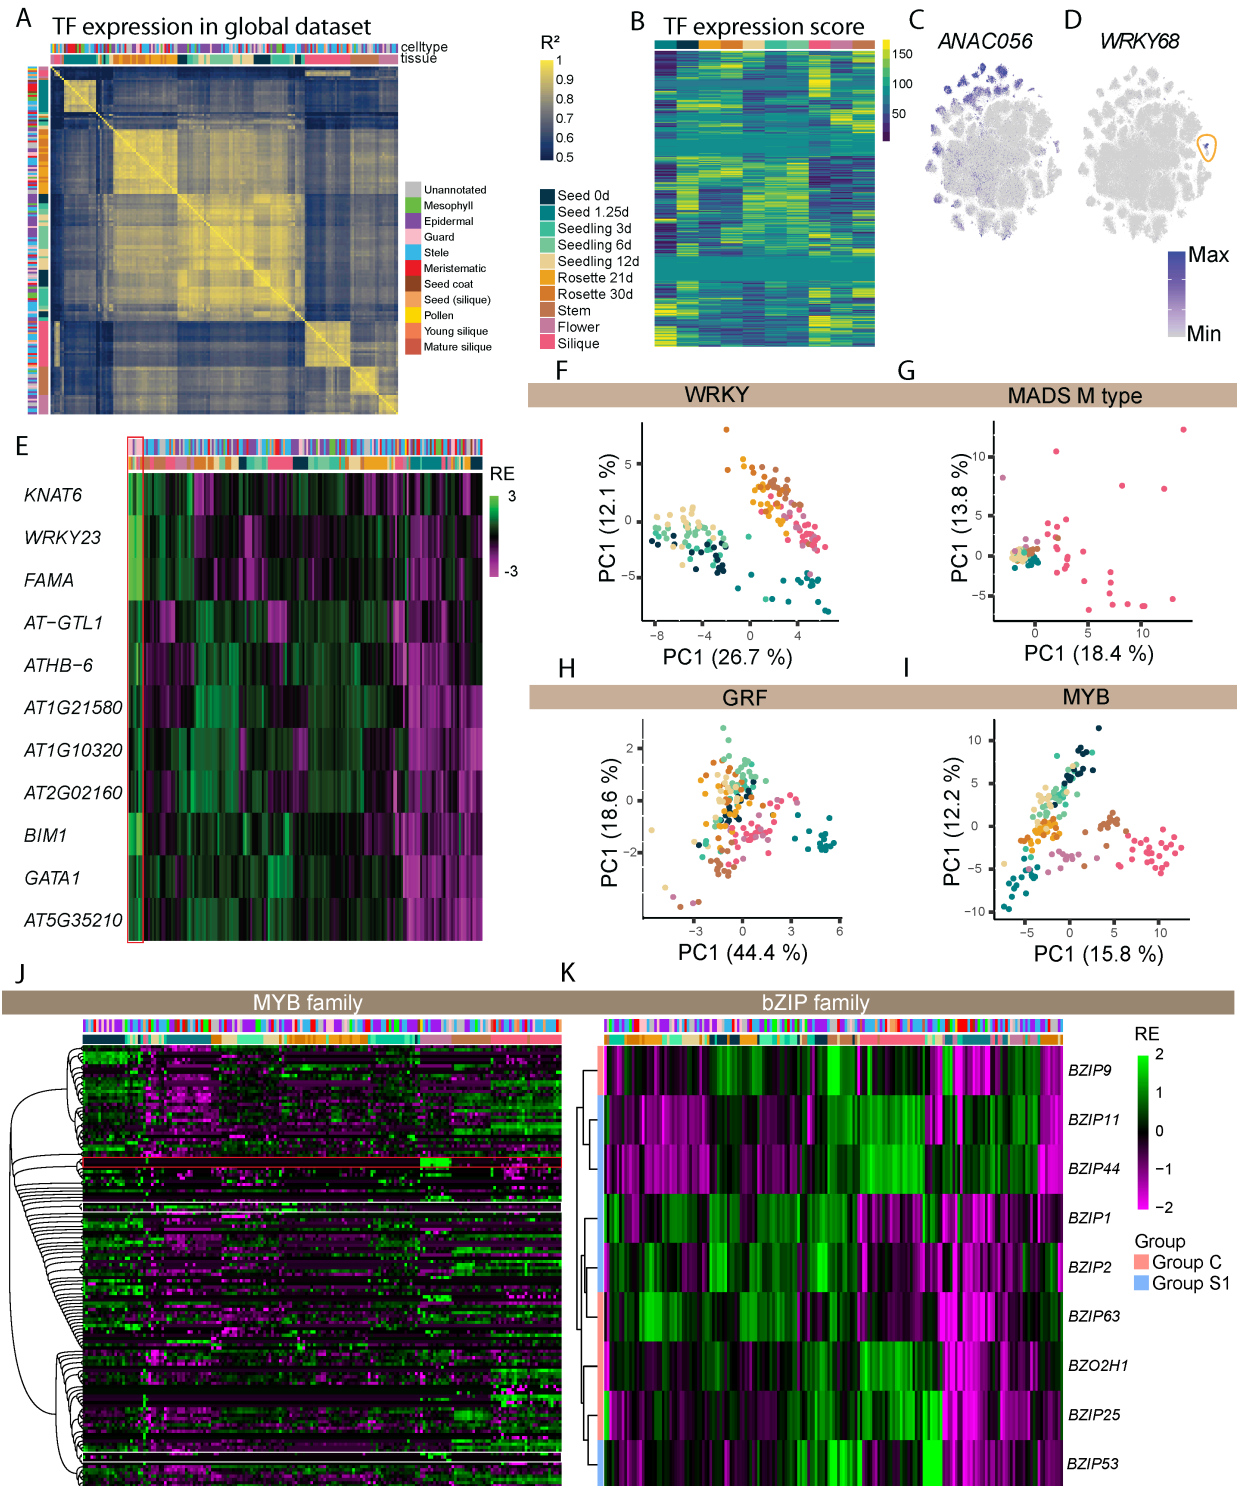 A
TF expression in global dataset
celltype
tissue
R²
1
0.9
0.8
0.7
0.6
0.5
Unannotated
Mesophyll
Epidermal
Guard
Stele
Meristematic
Seed coat
Seed (silique)
Pollen
Young silique
Mature silique
Seed 0d
Seed 1.25d
Seedling 3d
Seedling 6d
Seedling 12d
Rosette 21d
Rosette 30d
Stem
Flower
Silique
B
TF expression score
150
100
50
C
ANAC056
D
WRKY68
Max
Min
E
RE
3
-3
KNAT6
WRKY23
FAMA
AT−GTL1
ATHB−6
AT1G21580
AT1G10320
AT2G02160
BIM1
GATA1
AT5G35210
F
WRKY
PC1 (12.1 %)
5
0
−5
−8 −4 0 4
PC1 (26.7 %)
G
MADS M type
PC1 (13.8 %)
10
5
0
−5
0 5 10
PC1 (18.4 %)
H
GRF
PC1 (18.6 %)
2
0
−2
−3 0 3 6
PC1 (44.4 %)
I
MYB
PC1 (12.2 %)
10
5
0
−5
−10
−5 0 5 10
PC1 (15.8 %)
J
MYB family
K
bZIP family
BZIP9
BZIP11
BZIP44
BZIP1
BZIP2
BZIP63
BZO2H1
BZIP25
BZIP53
RE
2
1
0
−1
−2
Group
Group C
Group S1